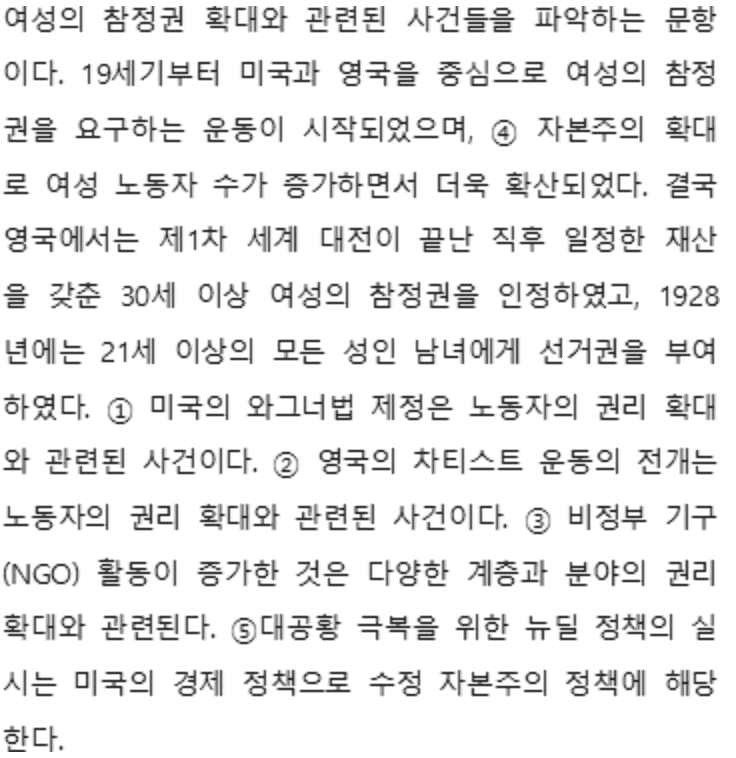 여성의 참정권 확대와 관련된 사건들을 파악하는 문항
이다. 19세기부터 미국과 영국을 중심으로 여성의 참정
권을 요구하는 운동이 시작되었으며, ④ 자본주의 확대
로 여성 노동자 수가 증가하면서 더욱 확산되었다. 결국
영국에서는 제1차 세계 대전이 끝난 직후 일정한 재산
을 갖춘 30세 이상 여성의 참정권을 인정하였고, 1928
년에는 21세 이상의 모든 성인 남녀에게 선거권을 부여
하였다. ① 미국의 와그너법 제정은 노동자의 권리 확대
와 관련된 사건이다. ② 영국의 차티스트 운동의 전개는
노동자의 권리 확대와 관련된 사건이다. ③ 비정부 기구
(NGO) 활동이 증가한 것은 다양한 계층과 분야의 권리
확대와 관련된다. ⑤대공황 극복을 위한 뉴딜 정책의 실
시는 미국의 경제 정책으로 수정 자본주의 정책에 해당
한다.